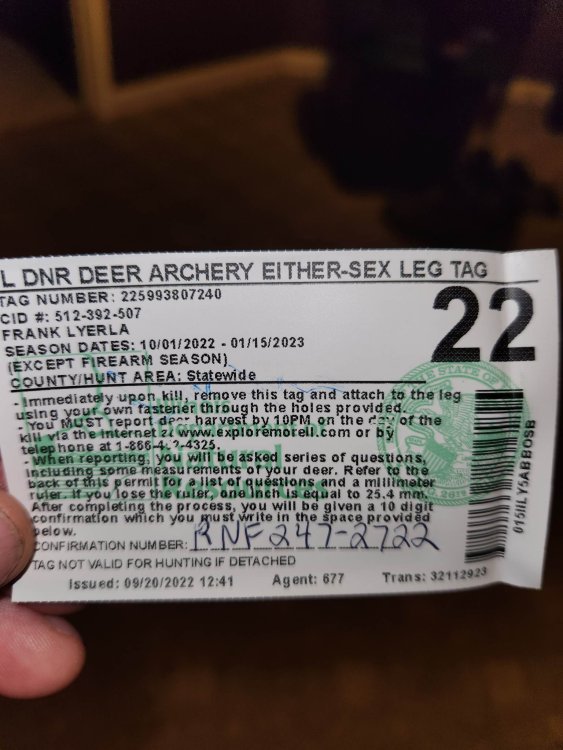 L DNR DEER ARCHERY EITHER-SEX LEG TAG
TAG NUMBER: 225993807240
CID #: 512-392-507
FRANK LYERLA
SEASON DATES: 10/01/2022 - 01/15/2023
(EXCEPT FIREARM SEASON)
COUNTY/HUNT AREA: Statewide
22
Immediately upon kill, remove this tag and attach to the leg
using your own fastener through the holes provided.
- You MUST report deer harvest by 10PM on the day of the
kill via the internet at www.exploremoreil.com or by
telephone at 1-866-4 2-4325.
- When reporting, you will be asked series of questions,
including some measurements of your deer. Refer to the
back of this permit for a list of questions and a millimeter
ruler. If you lose the ruler, one inch is equal to 25.4 mm.
After completing the process, you will be given a 10 digit
confirmation which you must write in the space provided
below.
CONFIRMATION NUMBER: RNF247-2722
TAG NOT VALID FOR HUNTING IF DETACHED
Issued: 09/20/2022 12:41 Agent: 677 Trans: 32112923